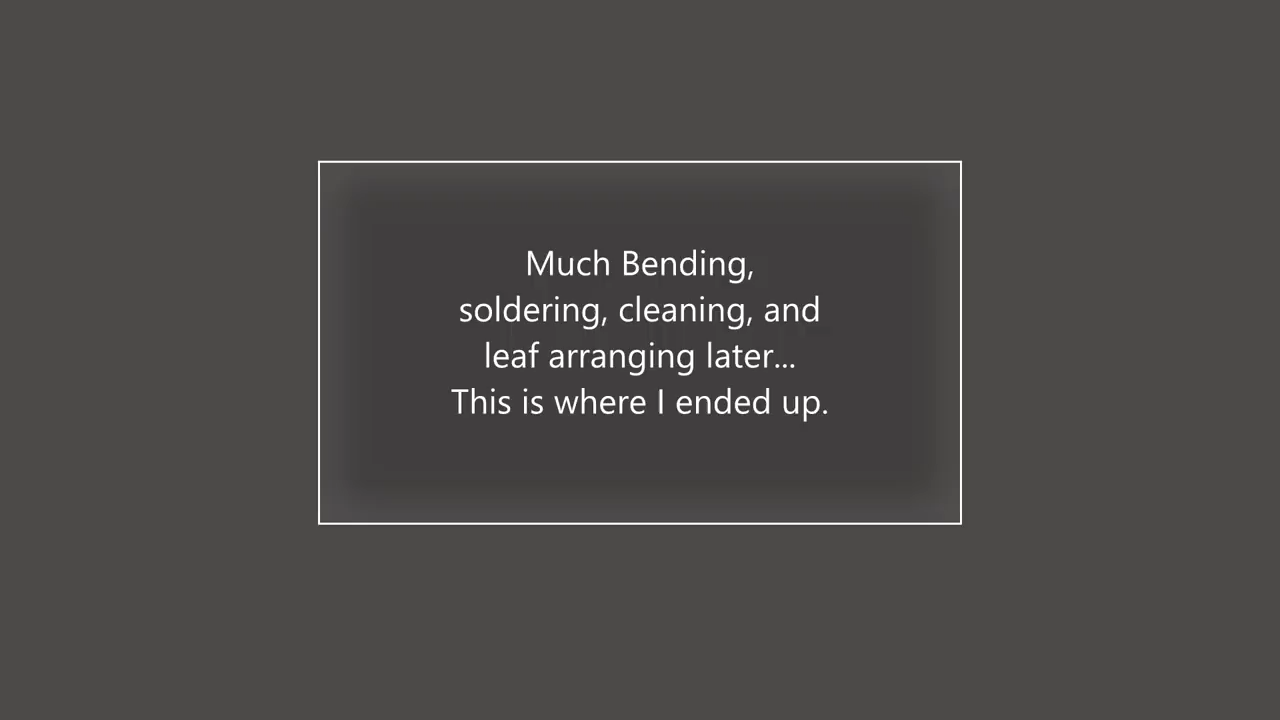 Much Bending,
soldering, cleaning, and
leaf arranging later...
This is where I ended up.